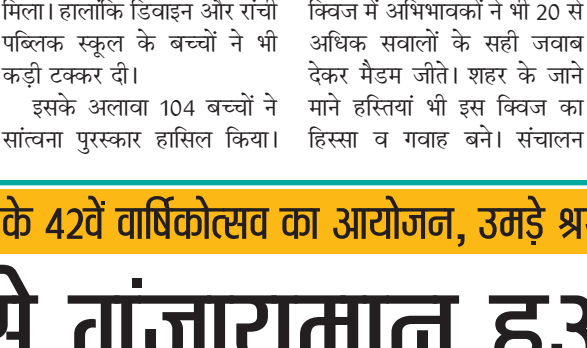 मिला। हालांकि डिवाइन और रांची
पब्लिक स्कूल के बच्चों ने भी
कड़ी टक्कर दी।
इसके अलावा 104 बच्चों ने
सांत्वना पुरस्कार हासिल किया।
क्विज में अभिभावकों ने भी 20 से
अधिक सवालों के सही जवाब
देकर मैडम जीते। शहर के जाने
माने हस्तियां भी इस क्विज का
हिस्सा व गवाह बने। संचालन
के 42वें वार्षिकोत्सव का आयोजन, उमड़े
से